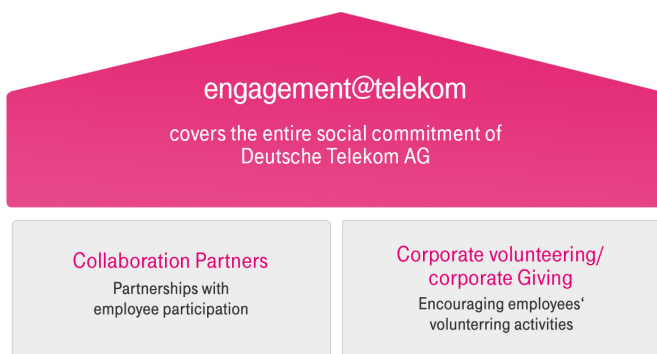 engagement@telekom
covers the entire social commitment of
Deutsche Telekom AG
Collaboration Partners
Partnerships with
employee participation
Corporate volunteering/
corporate Giving
Encouraging employees‘
volunterring activities